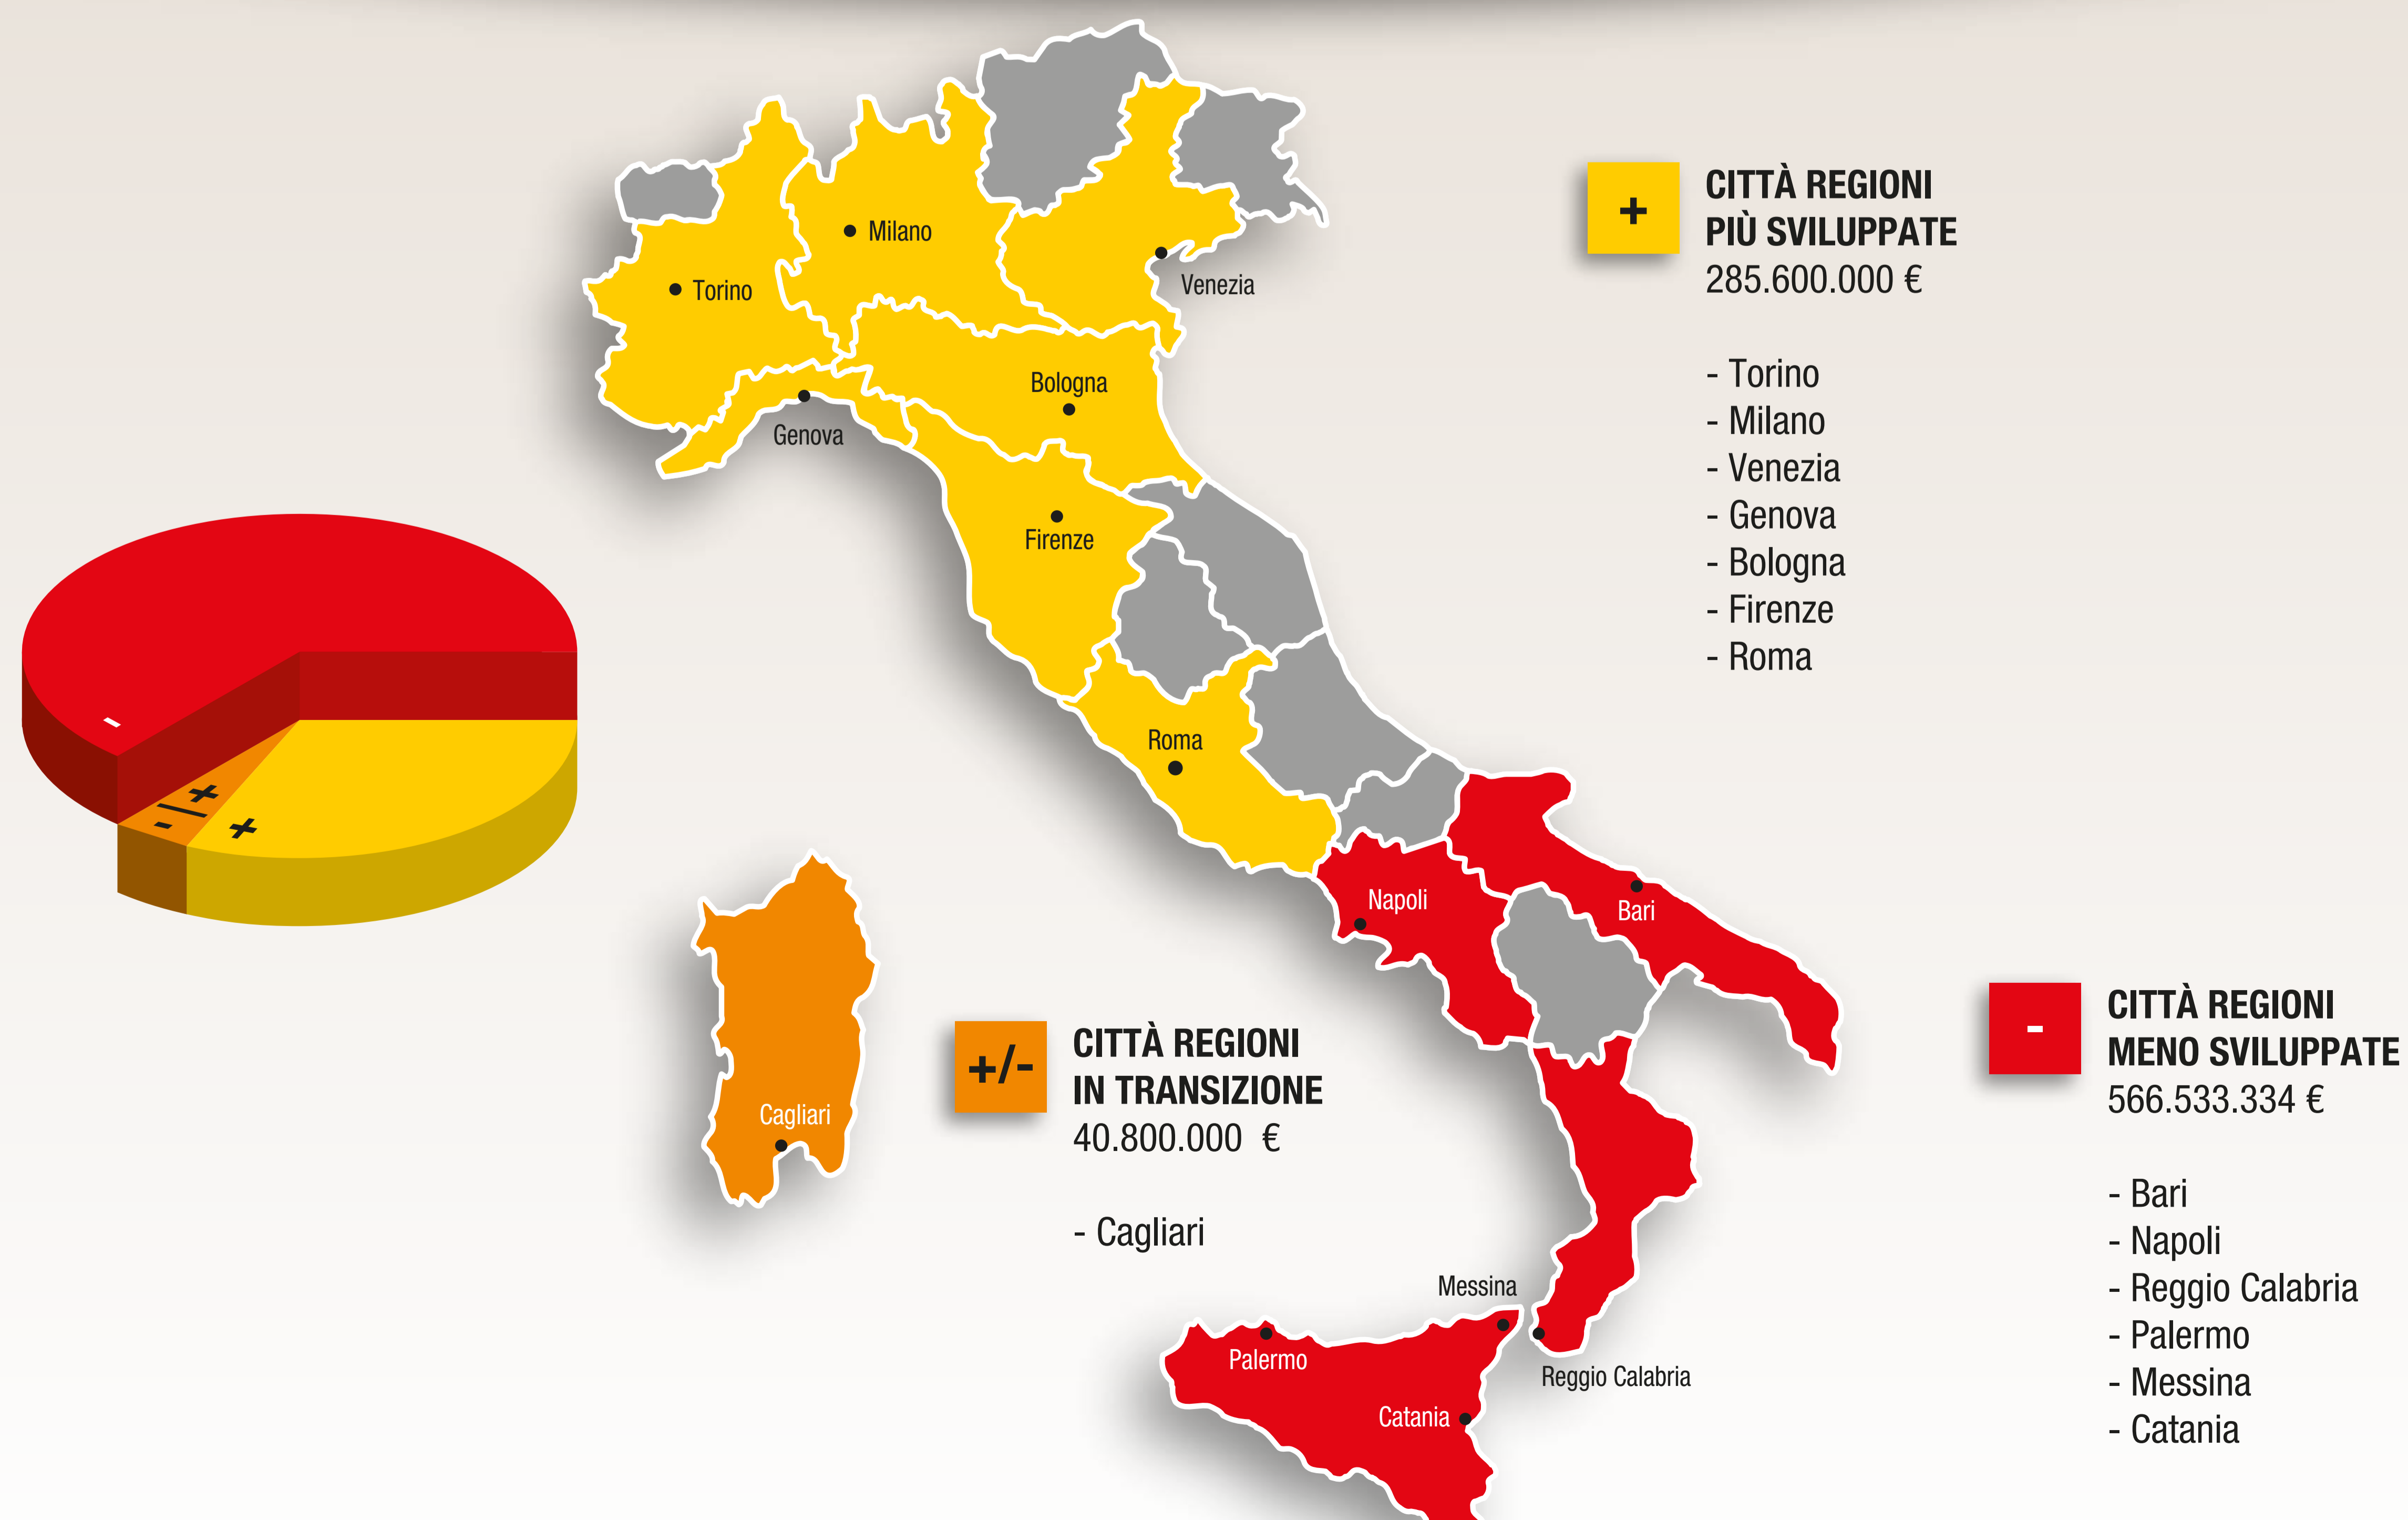 Milano
Torino
Venezia
Bologna
Genova
Firenze
Roma
Napoli
Bari
Cagliari
Messina
Palermo
Reggio Calabria
Catania
+
CITTÀ REGIONI
PIÙ SVILUPPATE
285.600.000 €
- Torino
- Milano
- Venezia
- Genova
- Bologna
- Firenze
- Roma
-
+/-
+
+/-
CITTÀ REGIONI
IN TRANSIZIONE
40.800.000 €
- Cagliari
-
CITTÀ REGIONI
MENO SVILUPPATE
566.533.334 €
- Bari
- Napoli
- Reggio Calabria
- Palermo
- Messina
- Catania